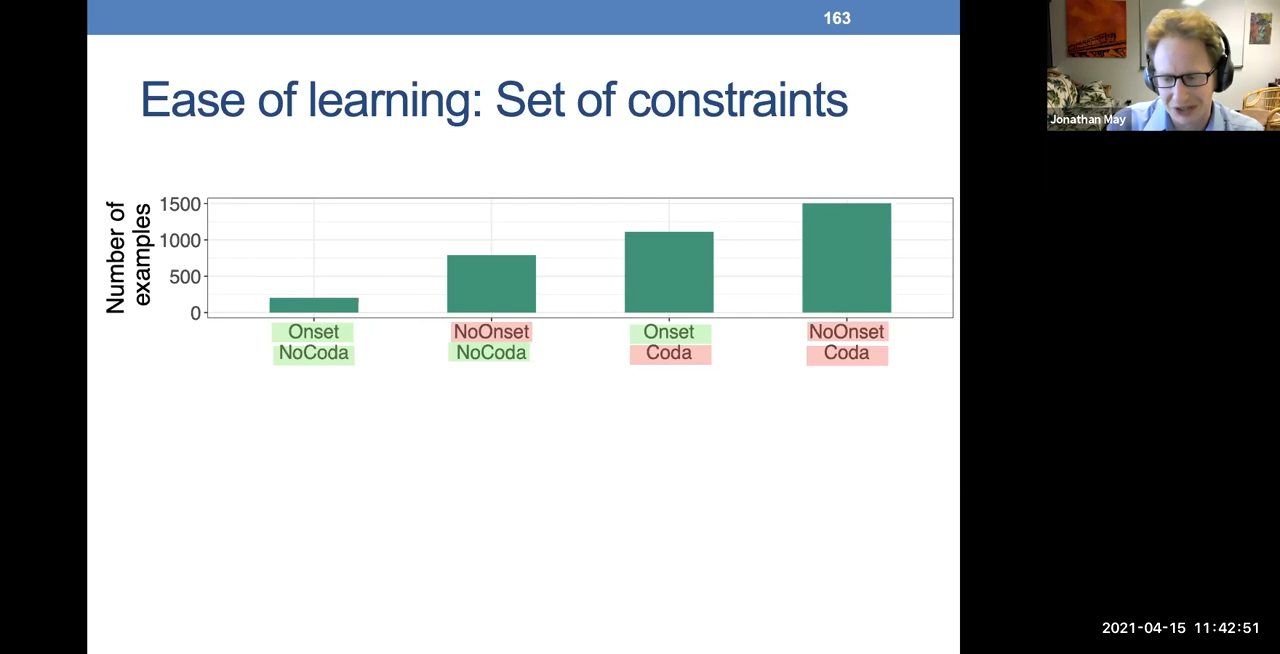 163
Ease of learning: Set of constraints
Number of
examples
1500
1000
500
0
Onset
NoCoda
NoOnset
NoCoda
Onset
Coda
NoOnset
Coda
Jonathan May
2021-04-15 11:42:51